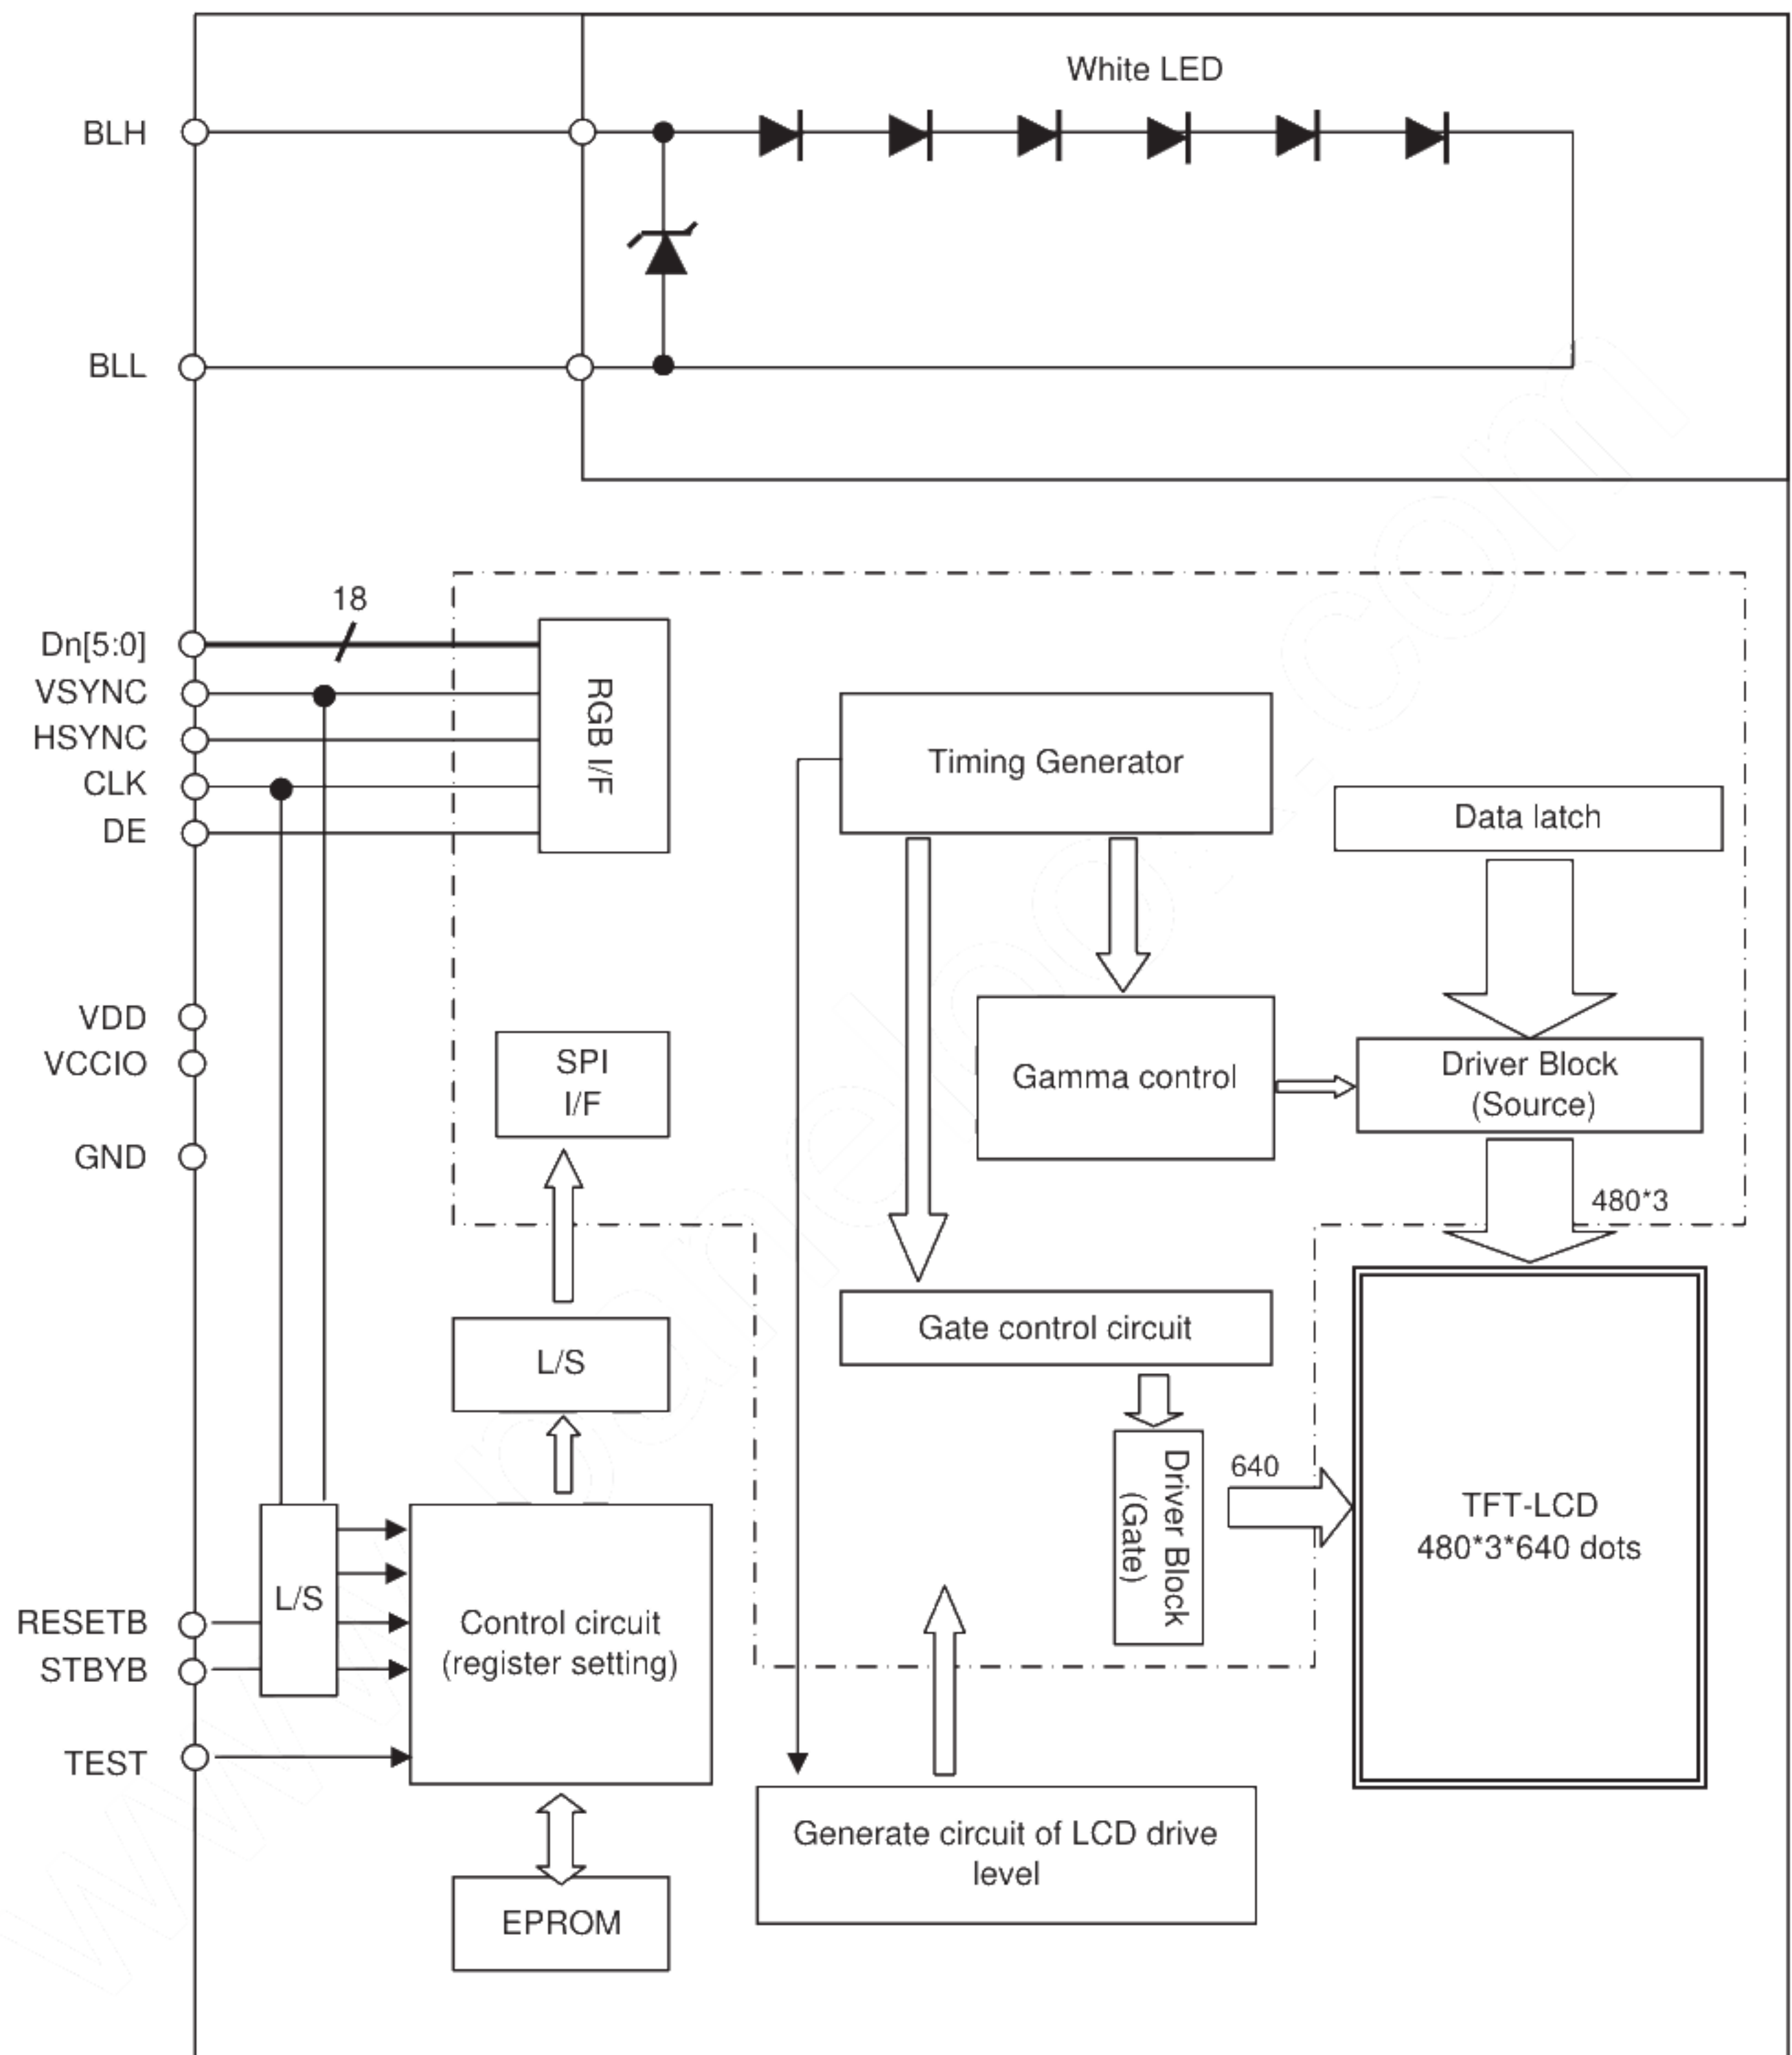 White LED
BLH
BLL
18
Dn[5:0]
VSYNC
HSYNC
CLK
DE
RGB I/F
Timing Generator
Data latch
VDD
VCCIO
GND
SPI
I/F
Gamma control
Driver Block
(Source)
480*3
L/S
Gate control circuit
640
Driver Block
(Gate)
TFT-LCD
480*3*640 dots
L/S
RESETB
STBYB
TEST
Control circuit
(register setting)
Generate circuit of LCD drive
level
EPROM